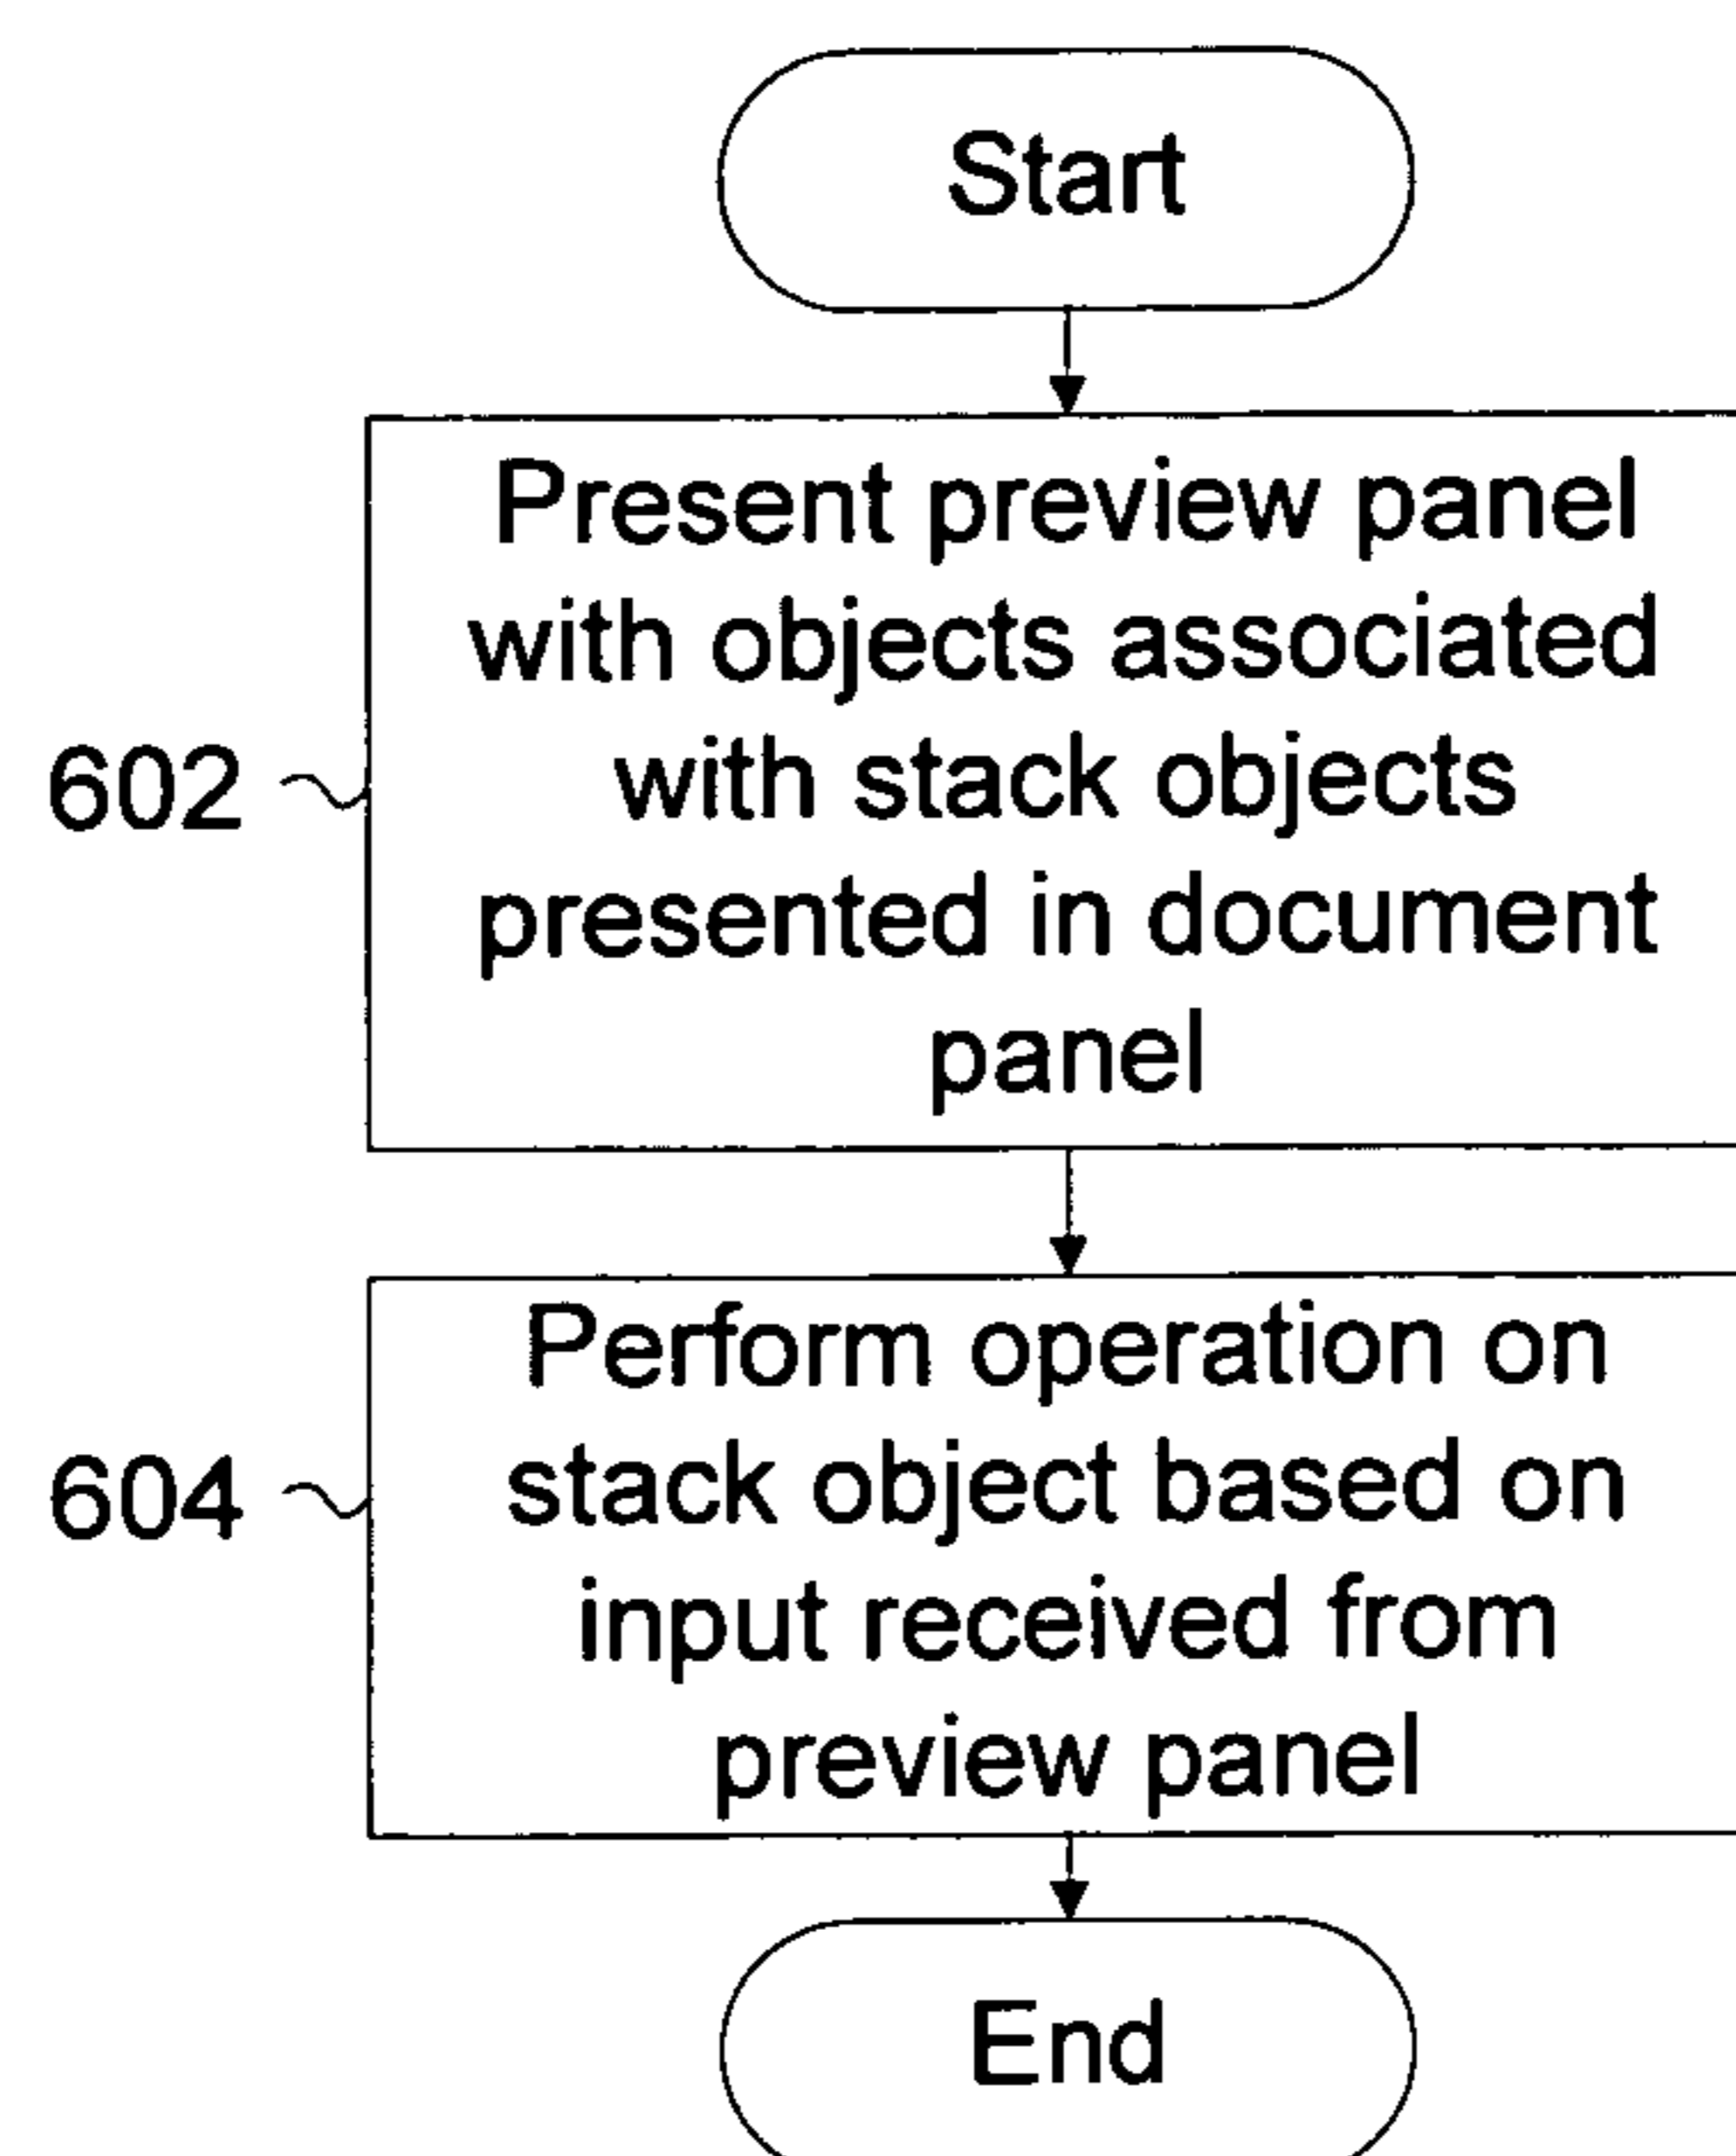 Start
Present preview panel
with objects associated
with stack objects
presented in document
panel
602
Perform operation on
stack object based on
input received from
preview panel
604
End